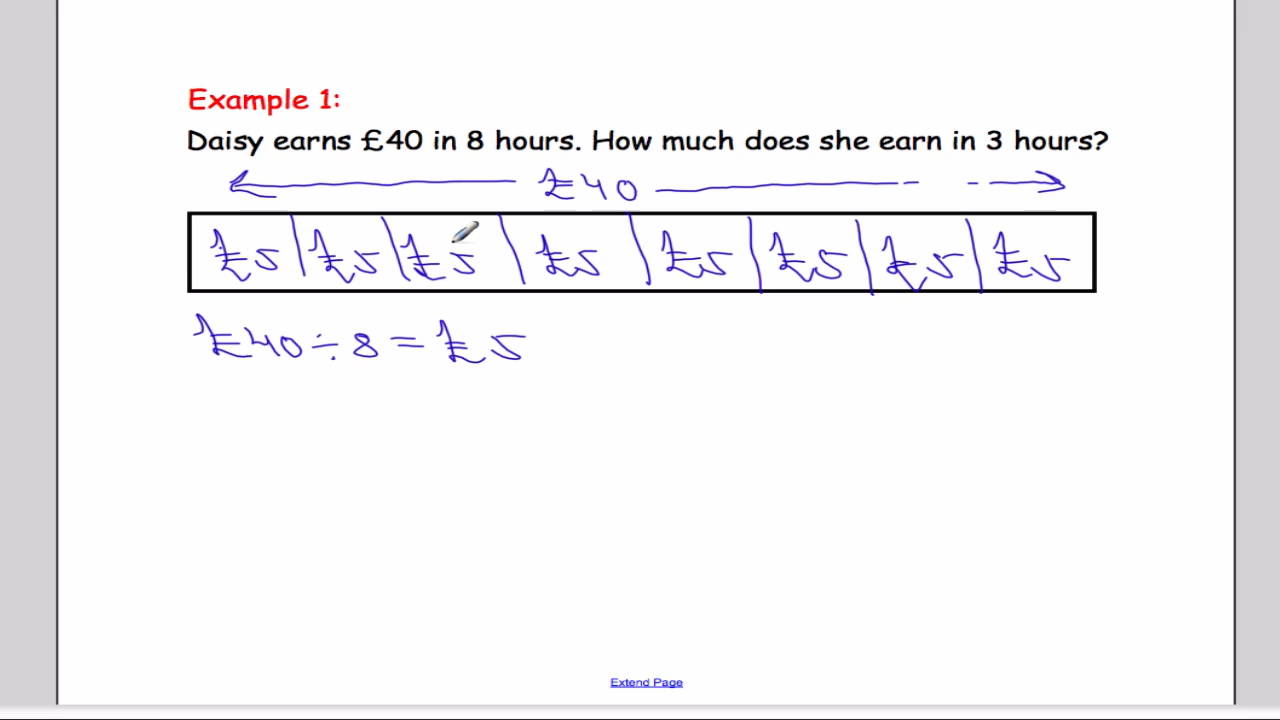 Example 1:
Daisy earns £40 in 8 hours. How much does she earn in 3 hours?
£40
£5 £5 £5 £5 £5 £5 £5 £5
£40 ÷ 8 = £5
Extend Page